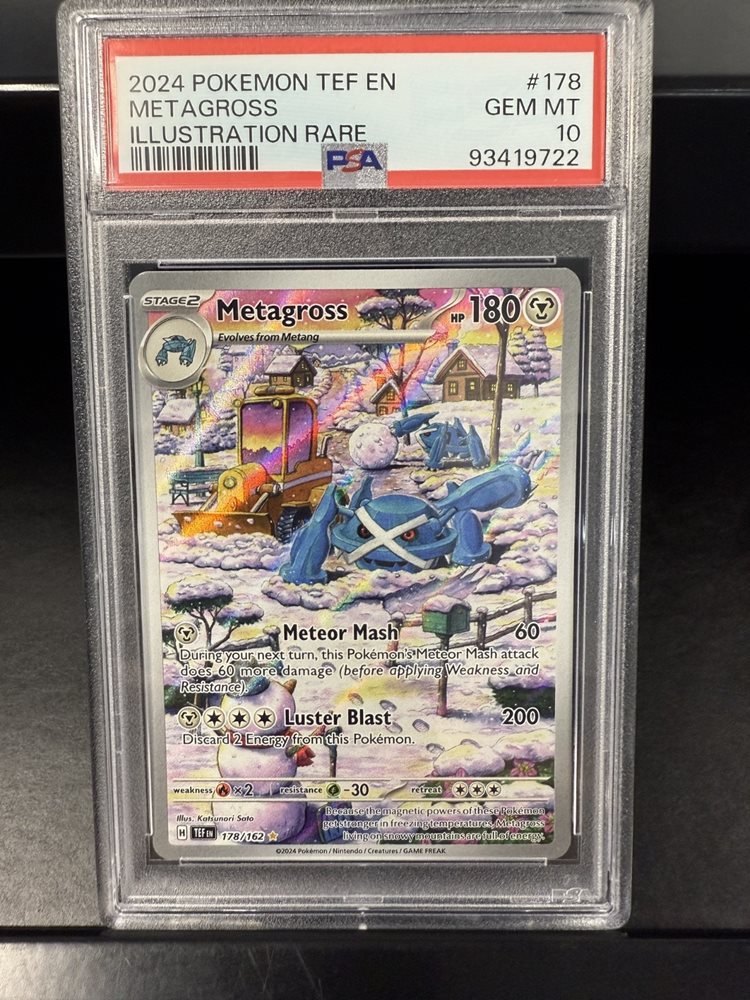 2024 POKEMON TEF EN #178
METAGROSS GEM MT
ILLUSTRATION RARE 10
PSA 93419722
STAGE2 Metagross HP 180
Evolves from Metang
Meteor Mash 60
During your next turn, this Pokémon's Meteor Mash attack
does 60 more damage (before applying Weakness and
Resistance).
Luster Blast 200
Discard 2 Energy from this Pokémon.
weakness ×2 resistance -30 retreat
Illus. Katsunori Sato
Because the magnetic powers of these Pokémon
get stronger in freezing temperatures, Metagross
living on snowy mountains are full of energy.
H TEF EN 178/162
©2024 Pokémon / Nintendo / Creatures / GAME FREAK
PSA